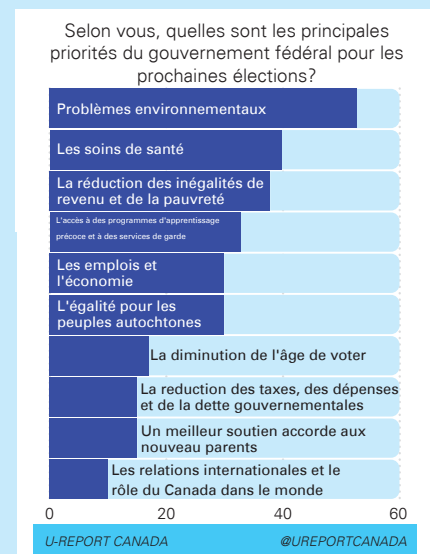 Selon vous, quelles sont les principales
priorités du gouvernement fédéral pour les
prochaines élections?
Problèmes environnementaux
Les soins de santé
La réduction des inégalités de
revenu et de la pauvreté
L'accès à des programmes d'apprentissage
précoce et à des services de garde
Les emplois et
l'économie
L'égalité pour les
peuples autochtones
La diminution de l'âge de voter
La reduction des taxes, des dépenses
et de la dette gouvernementales
Un meilleur soutien accorde aux
nouveau parents
Les relations internationales et le
rôle du Canada dans le monde
0 20 40 60
U-REPORT CANADA @UREPORTCANADA